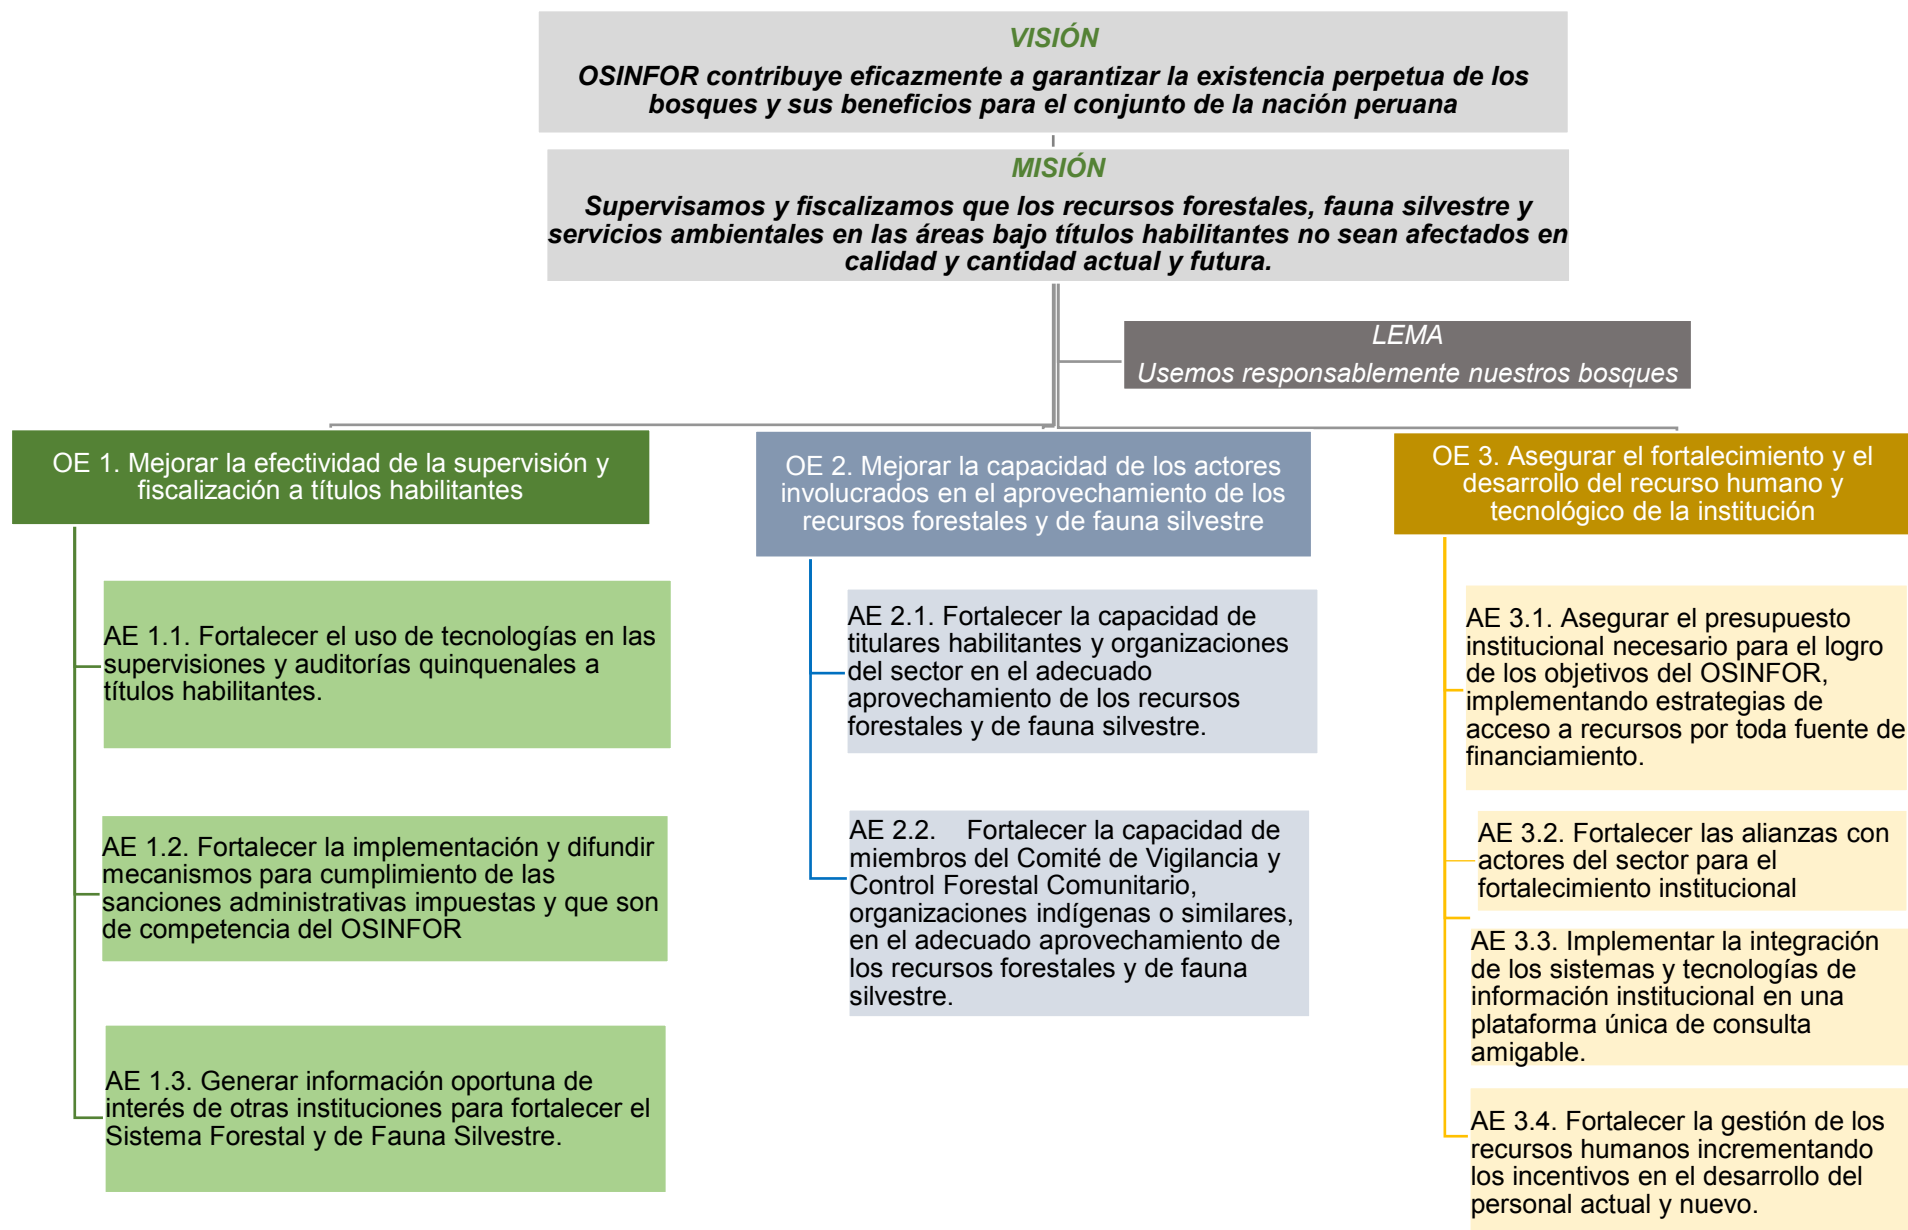 VISIÓN
OSINFOR contribuye eficazmente a garantizar la existencia perpetua de los
bosques y sus beneficios para el conjunto de la nación peruana
MISIÓN
Supervisamos y fiscalizamos que los recursos forestales, fauna silvestre y
servicios ambientales en las áreas bajo títulos habilitantes no sean afectados en
calidad y cantidad actual y futura.
LEMA
Usemos responsablemente nuestros bosques
OE 1. Mejorar la efectividad de la supervisión y
fiscalización a títulos habilitantes
AE 1.1. Fortalecer el uso de tecnologías en las
supervisiones y auditorías quinquenales a
títulos habilitantes.
AE 1.2. Fortalecer la implementación y difundir
mecanismos para cumplimiento de las
sanciones administrativas impuestas y que son
de competencia del OSINFOR
AE 1.3. Generar información oportuna de
interés de otras instituciones para fortalecer el
Sistema Forestal y de Fauna Silvestre.
OE 2. Mejorar la capacidad de los actores
involucrados en el aprovechamiento de los
recursos forestales y de fauna silvestre
AE 2.1. Fortalecer la capacidad de
titulares habilitantes y organizaciones
del sector en el adecuado
aprovechamiento de los recursos
forestales y de fauna silvestre.
AE 2.2. Fortalecer la capacidad de
miembros del Comité de Vigilancia y
Control Forestal Comunitario,
organizaciones indígenas o similares,
en el adecuado aprovechamiento de
los recursos forestales y de fauna
silvestre.
OE 3. Asegurar el fortalecimiento y el
desarrollo del recurso humano y
tecnológico de la institución
AE 3.1. Asegurar el presupuesto
institucional necesario para el logro
de los objetivos del OSINFOR,
implementando estrategias de
acceso a recursos por toda fuente de
financiamiento.
AE 3.2. Fortalecer las alianzas con
actores del sector para el
fortalecimiento institucional
AE 3.3. Implementar la integración
de los sistemas y tecnologías de
información institucional en una
plataforma única de consulta
amigable.
AE 3.4. Fortalecer la gestión de los
recursos humanos incrementando
los incentivos en el desarrollo del
personal actual y nuevo.